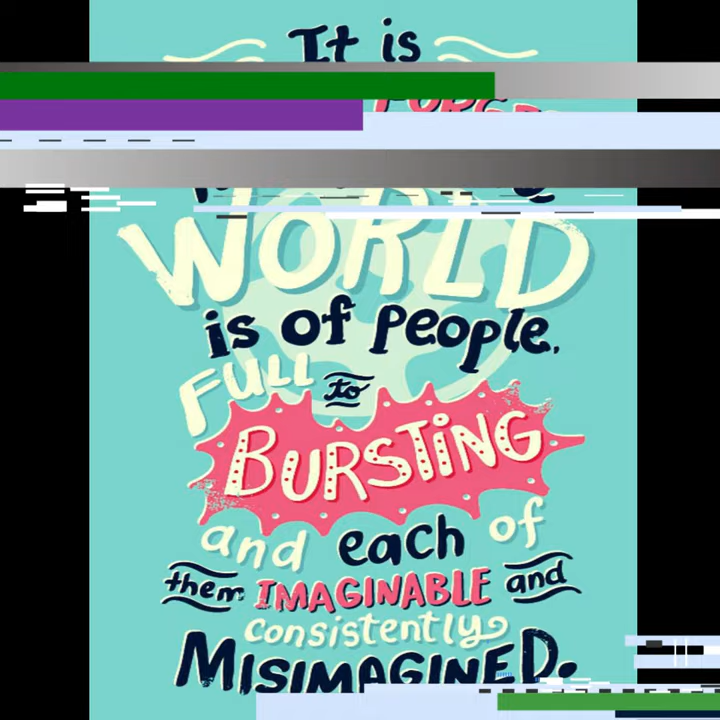 It is
WORLD
is of people.
FULL to
BURSTING
and each of
them IMAGINABLE and
consistently
MISIMAGINED.